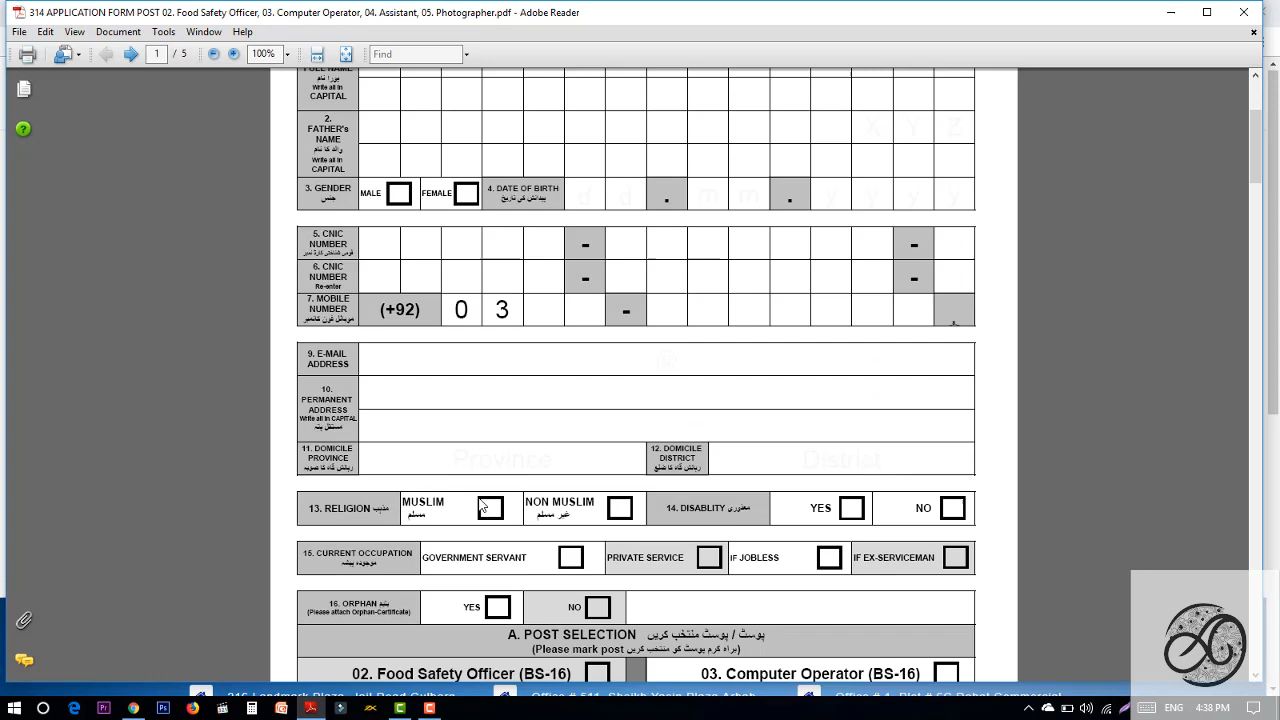 314 APPLICATION FORM POST 02. Food Safety Officer, 03. Computer Operator, 04. Assistant, 05. Photographer.pdf - Adobe Reader
File Edit View Document Tools Window Help
1 / 5 100% Find
پورا نام
Write all in
CAPITAL
2.
FATHER's
NAME
والد کا نام
Write all in
CAPITAL
X Y Z
3. GENDER
جنس
MALE
FEMALE
4. DATE OF BIRTH
پیدائش کی تاریخ
d d . m m . y y y y
5. CNIC
NUMBER
قومی شناختی کارڈ نمبر
- -
6. CNIC
NUMBER
Re-enter
- -
7. MOBILE
NUMBER
موبائل فون کانمبر
(+92) 0 3 -
9. E-MAIL
ADDRESS
@
10.
PERMANENT
ADDRESS
Write all in CAPITAL
مستقل پتہ
11. DOMICILE
PROVINCE
رہائش گاہ کا صوبہ
Province
12. DOMICILE
DISTRICT
رہائش گاہ کا ضلع
District
13. RELIGION مذہب
MUSLIM
مسلم
NON MUSLIM
غیر مسلم
14. DISABLITY معذوری
YES
NO
15. CURRENT OCCUPATION
موجودہ پیشہ
GOVERNMENT SERVANT
PRIVATE SERVICE
IF JOBLESS
IF EX-SERVICEMAN
16. ORPHAN یتیم
(Please attach Orphan-Certificate)
YES
NO
A. POST SELECTION پوسٹ / پوسٹ منتخب کریں
(Please mark post براہ کرم پوسٹ کو منتخب کریں)
02. Food Safety Officer (BS-16)
03. Computer Operator (BS-16)
ENG 4:38 PM